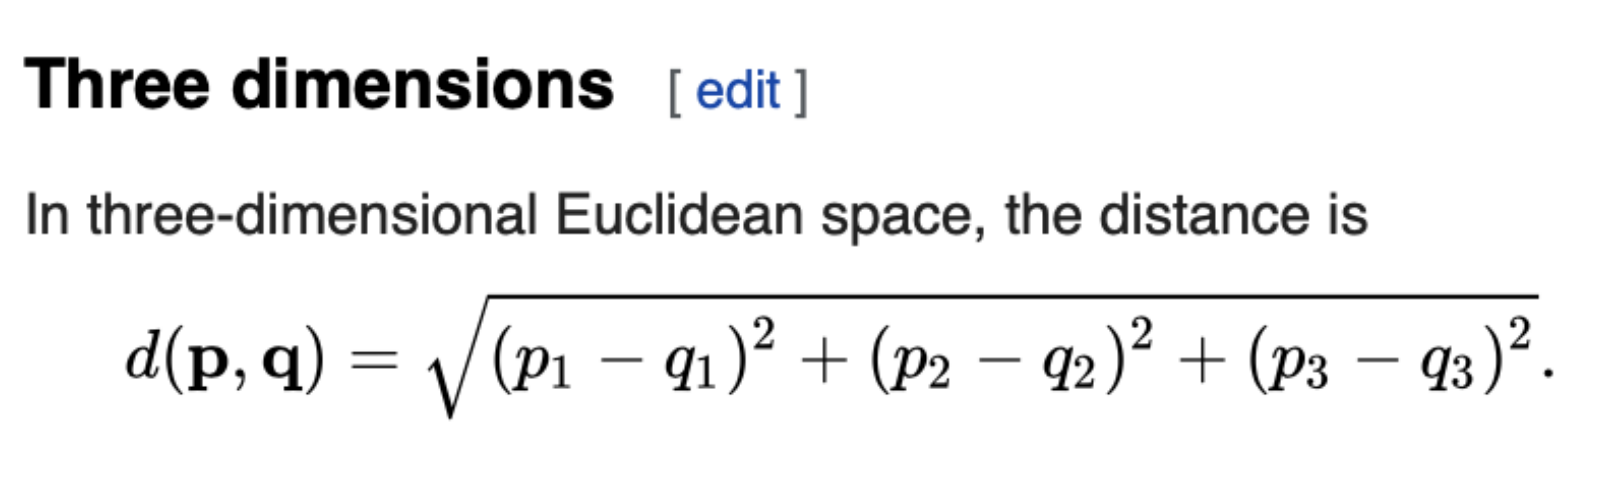 Three dimensions [ edit ]
In three-dimensional Euclidean space, the distance is
d(p, q) = √(p₁ − q₁)² + (p₂ − q₂)² + (p₃ − q₃)².